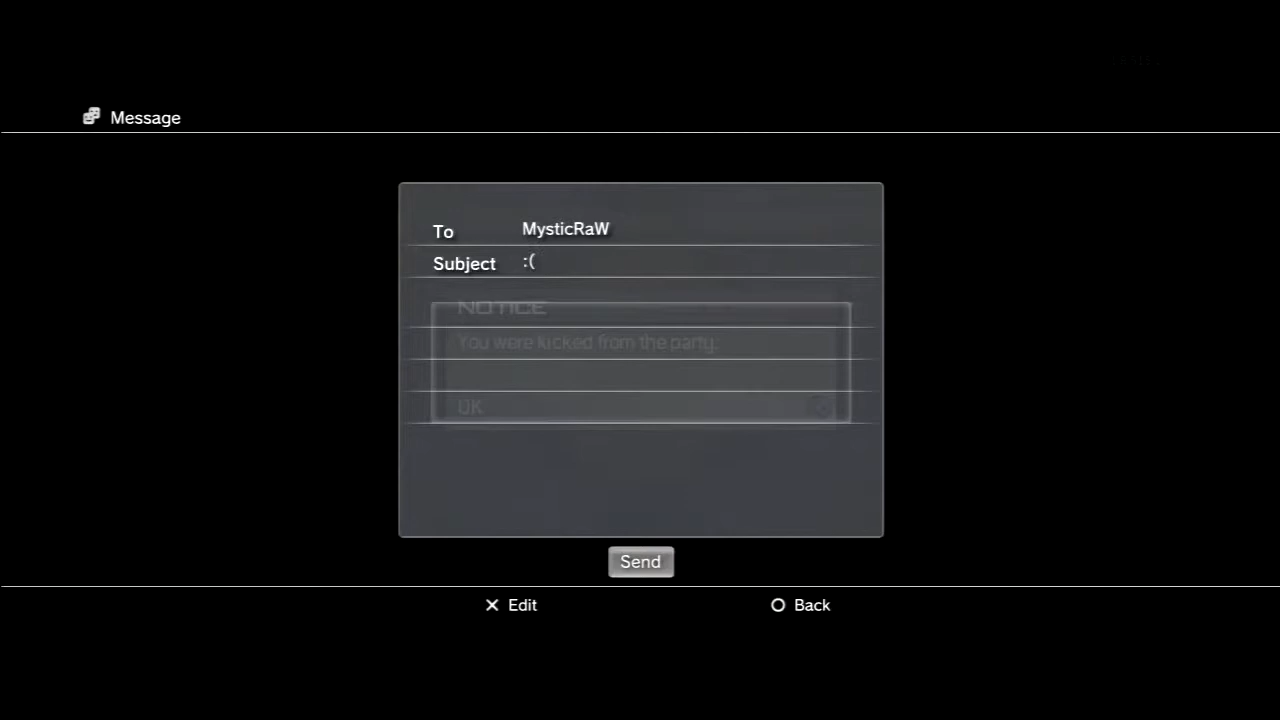 Message
To MysticRaW
Subject :(
NOTICE
You were kicked from the party.
OK
Send
Edit Back